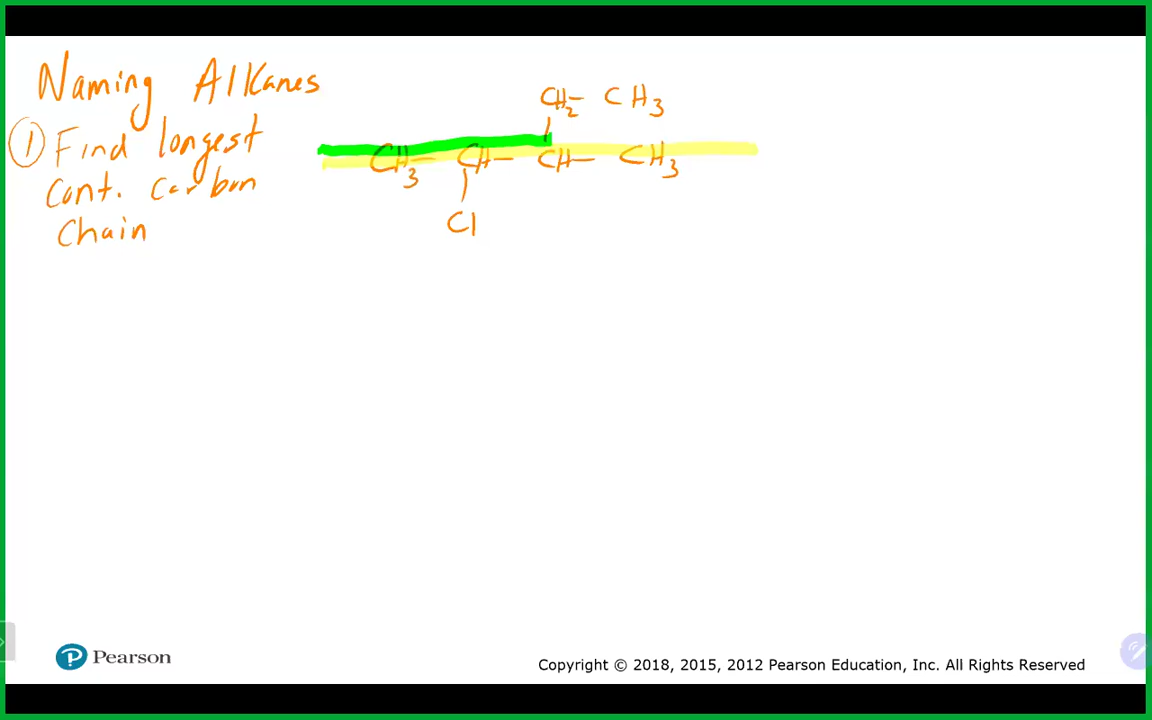 Naming Alkanes
① Find longest
Cont. Carbon
Chain
CH₂- CH₃
CH₃- CH- CH- CH₃
Cl
Pearson
Copyright © 2018, 2015, 2012 Pearson Education, Inc. All Rights Reserved